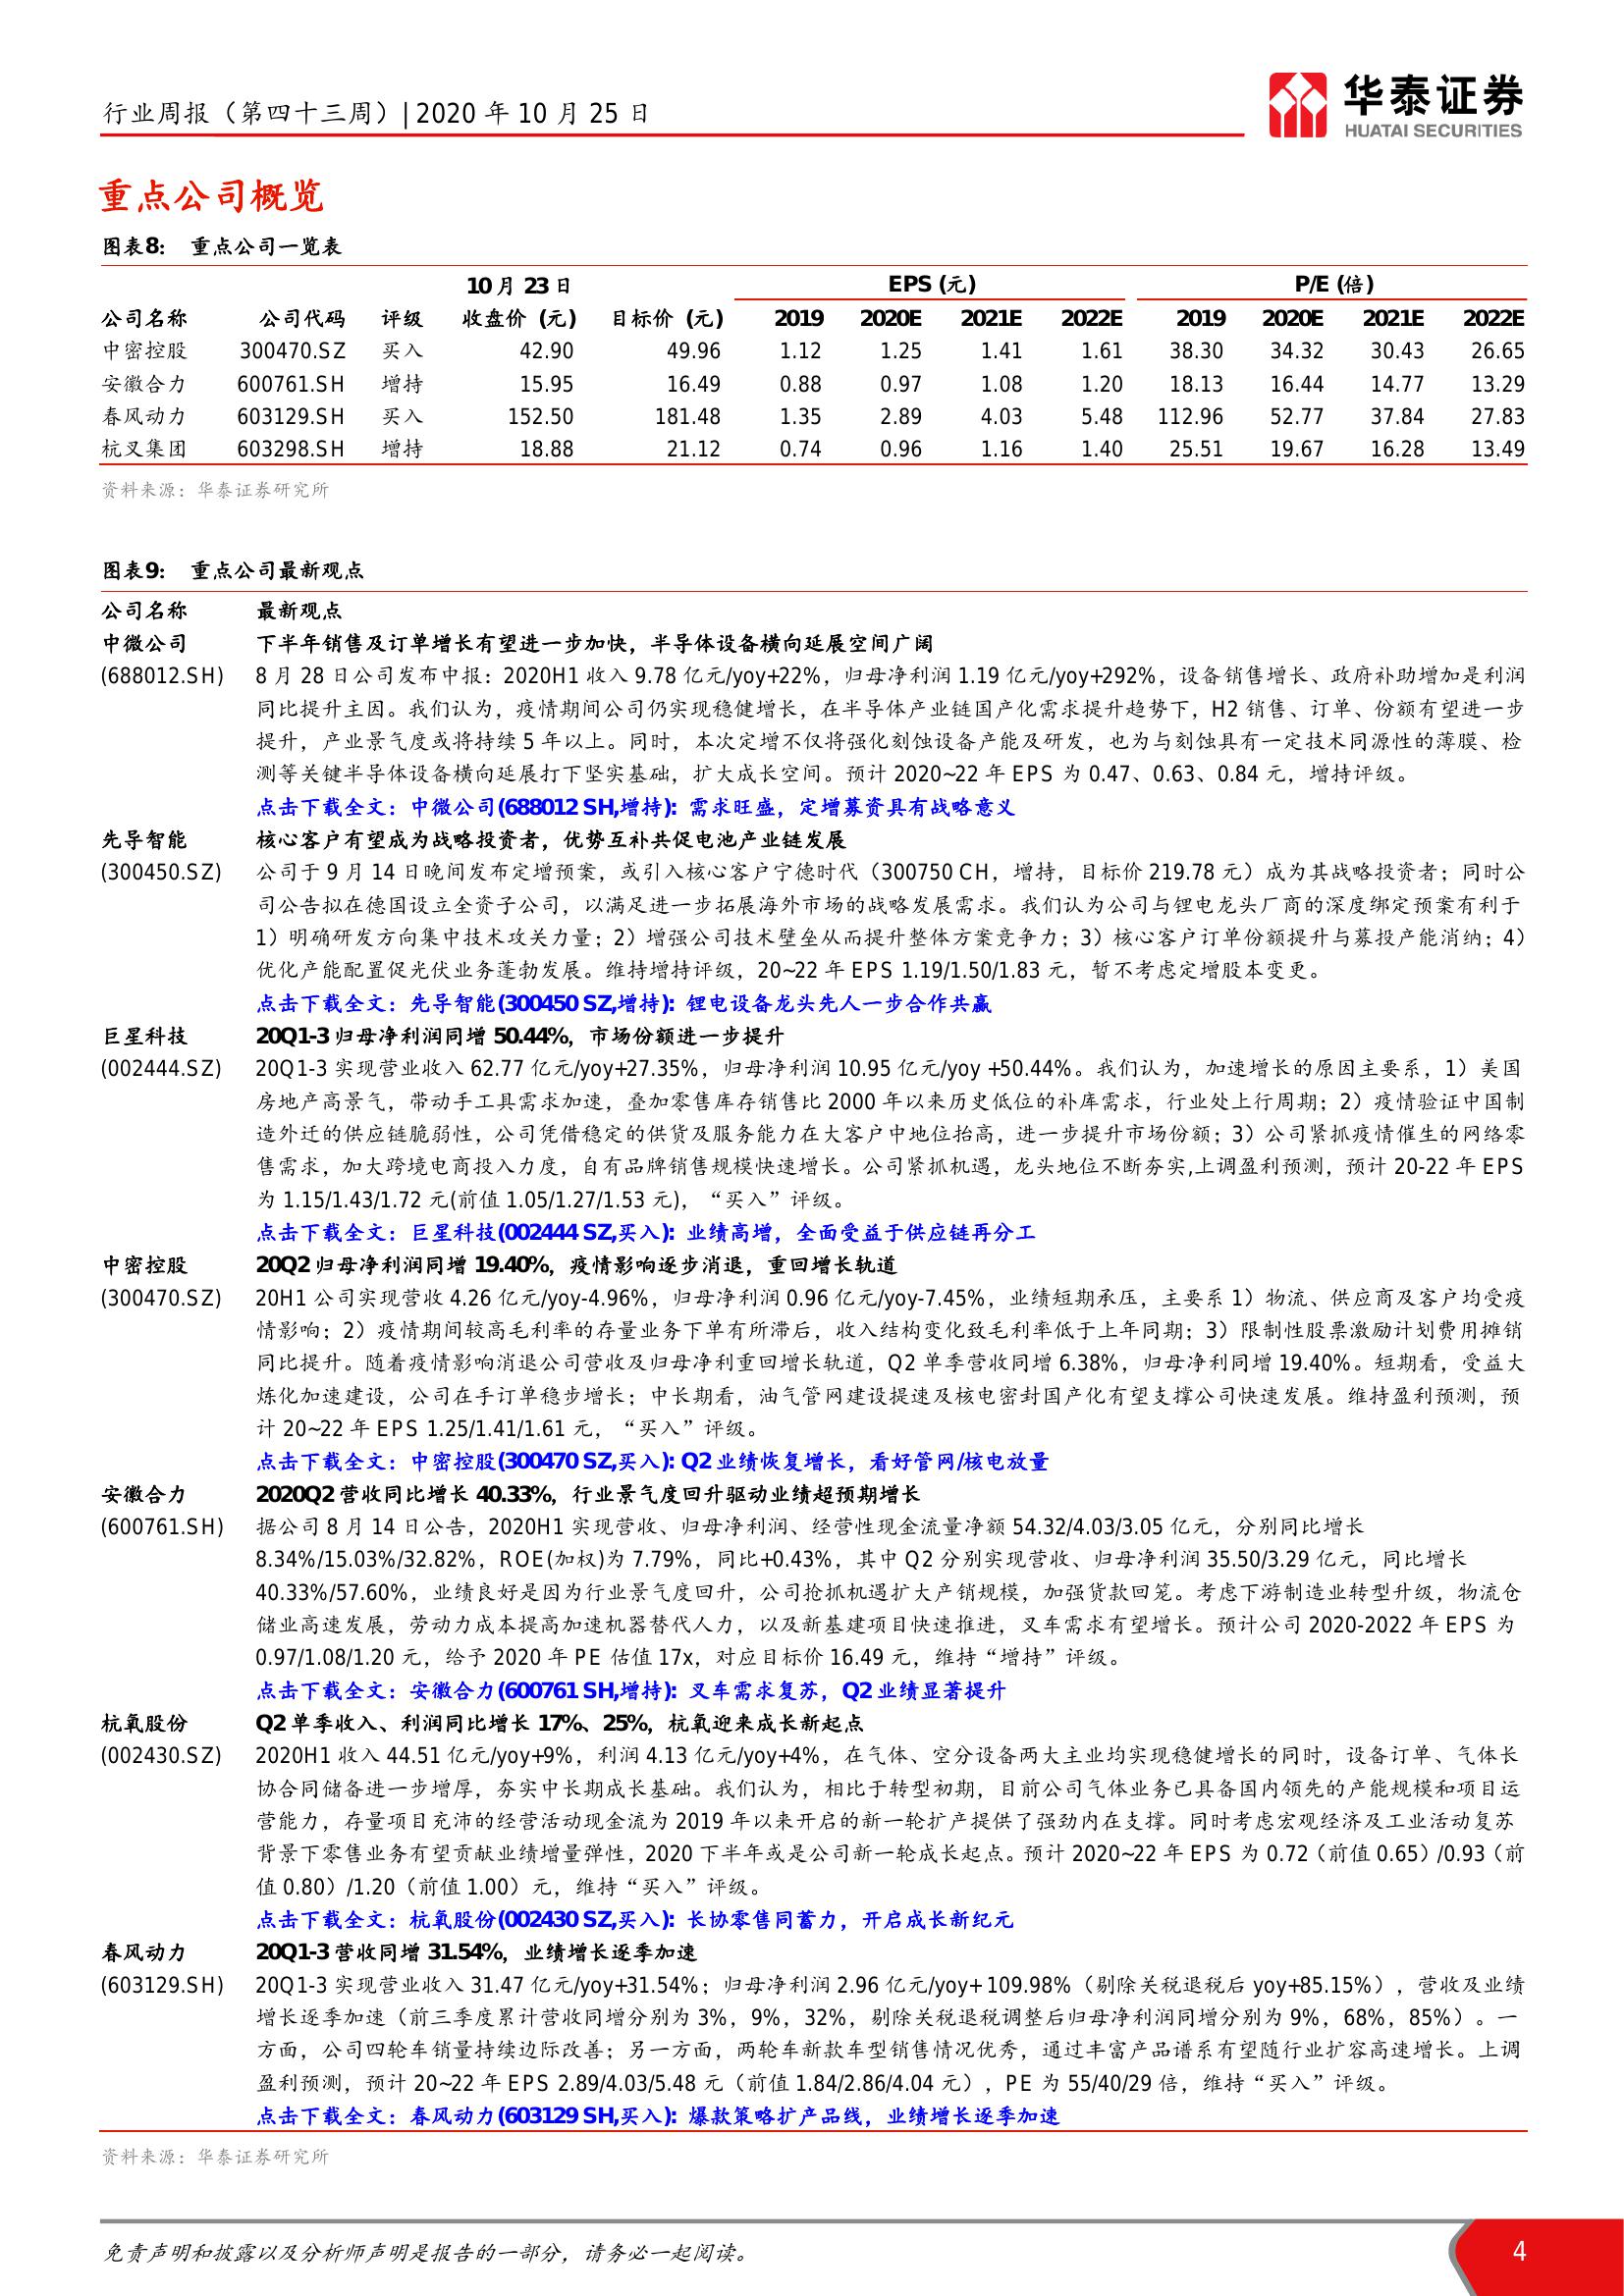 行业周报（第四十三周）| 2020 年 10 月 25 日
华泰证券
HUATAI SECURITIES
重点公司概览
图表8： 重点公司一览表
10 月 23 日 EPS (元) P/E (倍)
公司名称 公司代码 评级 收盘价 (元) 目标价 (元) 2019 2020E 2021E 2022E 2019 2020E 2021E 2022E
中密控股 300470.SZ 买入 42.90 49.96 1.12 1.25 1.41 1.61 38.30 34.32 30.43 26.65
安徽合力 600761.SH 增持 15.95 16.49 0.88 0.97 1.08 1.20 18.13 16.44 14.77 13.29
春风动力 603129.SH 买入 152.50 181.48 1.35 2.89 4.03 5.48 112.96 52.77 37.84 27.83
杭叉集团 603298.SH 增持 18.88 21.12 0.74 0.96 1.16 1.40 25.51 19.67 16.28 13.49
资料来源：华泰证券研究所
图表9： 重点公司最新观点
公司名称 最新观点
中微公司 下半年销售及订单增长有望进一步加快，半导体设备横向延展空间广阔
(688012.SH) 8 月 28 日公司发布中报：2020H1 收入 9.78 亿元/yoy+22%，归母净利润 1.19 亿元/yoy+292%，设备销售增长、政府补助增加是利润
同比提升主因。我们认为，疫情期间公司仍实现稳健增长，在半导体产业链国产化需求提升趋势下，H2 销售、订单、份额有望进一步
提升，产业景气度或将持续 5 年以上。同时，本次定增不仅将强化刻蚀设备产能及研发，也为与刻蚀具有一定技术同源性的薄膜、检
测等关键半导体设备横向延展打下坚实基础，扩大成长空间。预计 2020~22 年 EPS 为 0.47、0.63、0.84 元，增持评级。
点击下载全文：中微公司(688012 SH,增持)：需求旺盛，定增募资具有战略意义
先导智能 核心客户有望成为战略投资者，优势互补共促电池产业链发展
(300450.SZ) 公司于 9 月 14 日晚间发布定增预案，或引入核心客户宁德时代（300750 CH，增持，目标价 219.78 元）成为其战略投资者；同时公
司公告拟在德国设立全资子公司，以满足进一步拓展海外市场的战略发展需求。我们认为公司与锂电龙头厂商的深度绑定预案有利于
1）明确研发方向集中技术攻关力量；2）增强公司技术壁垒从而提升整体方案竞争力；3）核心客户订单份额提升与募投产能消纳；4）
优化产能配置促光伏业务蓬勃发展。维持增持评级，20~22 年 EPS 1.19/1.50/1.83 元，暂不考虑定增股本变更。
点击下载全文：先导智能(300450 SZ,增持)：锂电设备龙头先人一步合作共赢
巨星科技 20Q1-3 归母净利润同增 50.44%，市场份额进一步提升
(002444.SZ) 20Q1-3 实现营业收入 62.77 亿元/yoy+27.35%，归母净利润 10.95 亿元/yoy +50.44%。我们认为，加速增长的原因主要系，1）美国
房地产高景气，带动手工具需求加速，叠加零售库存销售比 2000 年以来历史低位的补库需求，行业处上行周期；2）疫情验证中国制
造外迁的供应链脆弱性，公司凭借稳定的供货及服务能力在大客户中地位抬高，进一步提升市场份额；3）公司紧抓疫情催生的网络零
售需求，加大跨境电商投入力度，自有品牌销售规模快速增长。公司紧抓机遇，龙头地位不断夯实,上调盈利预测，预计 20-22 年 EPS
为 1.15/1.43/1.72 元(前值 1.05/1.27/1.53 元)，“买入”评级。
点击下载全文：巨星科技(002444 SZ,买入)：业绩高增，全面受益于供应链再分工
中密控股 20Q2 归母净利润同增 19.40%，疫情影响逐步消退，重回增长轨道
(300470.SZ) 20H1 公司实现营收 4.26 亿元/yoy-4.96%，归母净利润 0.96 亿元/yoy-7.45%，业绩短期承压，主要系 1）物流、供应商及客户均受疫
情影响；2）疫情期间较高毛利率的存量业务下单有所滞后，收入结构变化致毛利率低于上年同期；3）限制性股票激励计划费用摊销
同比提升。随着疫情影响消退公司营收及归母净利重回增长轨道，Q2 单季营收同增 6.38%，归母净利同增 19.40%。短期看，受益大
炼化加速建设，公司在手订单稳步增长；中长期看，油气管网建设提速及核电密封国产化有望支撑公司快速发展。维持盈利预测，预
计 20~22 年 EPS 1.25/1.41/1.61 元，“买入”评级。
点击下载全文：中密控股(300470 SZ,买入)：Q2 业绩恢复增长，看好管网/核电放量
安徽合力 2020Q2 营收同比增长 40.33%，行业景气度回升驱动业绩超预期增长
(600761.SH) 据公司 8 月 14 日公告，2020H1 实现营收、归母净利润、经营性现金流量净额 54.32/4.03/3.05 亿元，分别同比增长
8.34%/15.03%/32.82%，ROE(加权)为 7.79%，同比+0.43%，其中 Q2 分别实现营收、归母净利润 35.50/3.29 亿元，同比增长
40.33%/57.60%，业绩良好是因为行业景气度回升，公司抢抓机遇扩大产销规模，加强货款回笼。考虑下游制造业转型升级，物流仓
储业高速发展，劳动力成本提高加速机器替代人力，以及新基建项目快速推进，叉车需求有望增长。预计公司 2020-2022 年 EPS 为
0.97/1.08/1.20 元，给予 2020 年 PE 估值 17x，对应目标价 16.49 元，维持“增持”评级。
点击下载全文：安徽合力(600761 SH,增持)：叉车需求复苏，Q2 业绩显著提升
杭氧股份 Q2 单季收入、利润同比增长 17%、25%，杭氧迎来成长新起点
(002430.SZ) 2020H1 收入 44.51 亿元/yoy+9%，利润 4.13 亿元/yoy+4%，在气体、空分设备两大主业均实现稳健增长的同时，设备订单、气体长
协合同储备进一步增厚，夯实中长期成长基础。我们认为，相比于转型初期，目前公司气体业务已具备国内领先的产能规模和项目运
营能力，存量项目充沛的经营活动现金流为 2019 年以来开启的新一轮扩产提供了强劲内在支撑。同时考虑宏观经济及工业活动复苏
背景下零售业务有望贡献业绩增量弹性，2020 下半年或是公司新一轮成长起点。预计 2020~22 年 EPS 为 0.72（前值 0.65）/0.93（前
值 0.80）/1.20（前值 1.00）元，维持“买入”评级。
点击下载全文：杭氧股份(002430 SZ,买入)：长协零售同蓄力，开启成长新纪元
春风动力 20Q1-3 营收同增 31.54%，业绩增长逐季加速
(603129.SH) 20Q1-3 实现营业收入 31.47 亿元/yoy+31.54%；归母净利润 2.96 亿元/yoy+ 109.98%（剔除关税退税后 yoy+85.15%），营收及业绩
增长逐季加速（前三季度累计营收同增分别为 3%，9%，32%，剔除关税退税调整后归母净利润同增分别为 9%，68%，85%）。一
方面，公司四轮车销量持续边际改善；另一方面，两轮车新款车型销售情况优秀，通过丰富产品谱系有望随行业扩容高速增长。上调
盈利预测，预计 20~22 年 EPS 2.89/4.03/5.48 元（前值 1.84/2.86/4.04 元），PE 为 55/40/29 倍，维持“买入”评级。
点击下载全文：春风动力(603129 SH,买入)：爆款策略扩产品线，业绩增长逐季加速
资料来源：华泰证券研究所
免责声明和披露以及分析师声明是报告的一部分，请务必一起阅读。 4